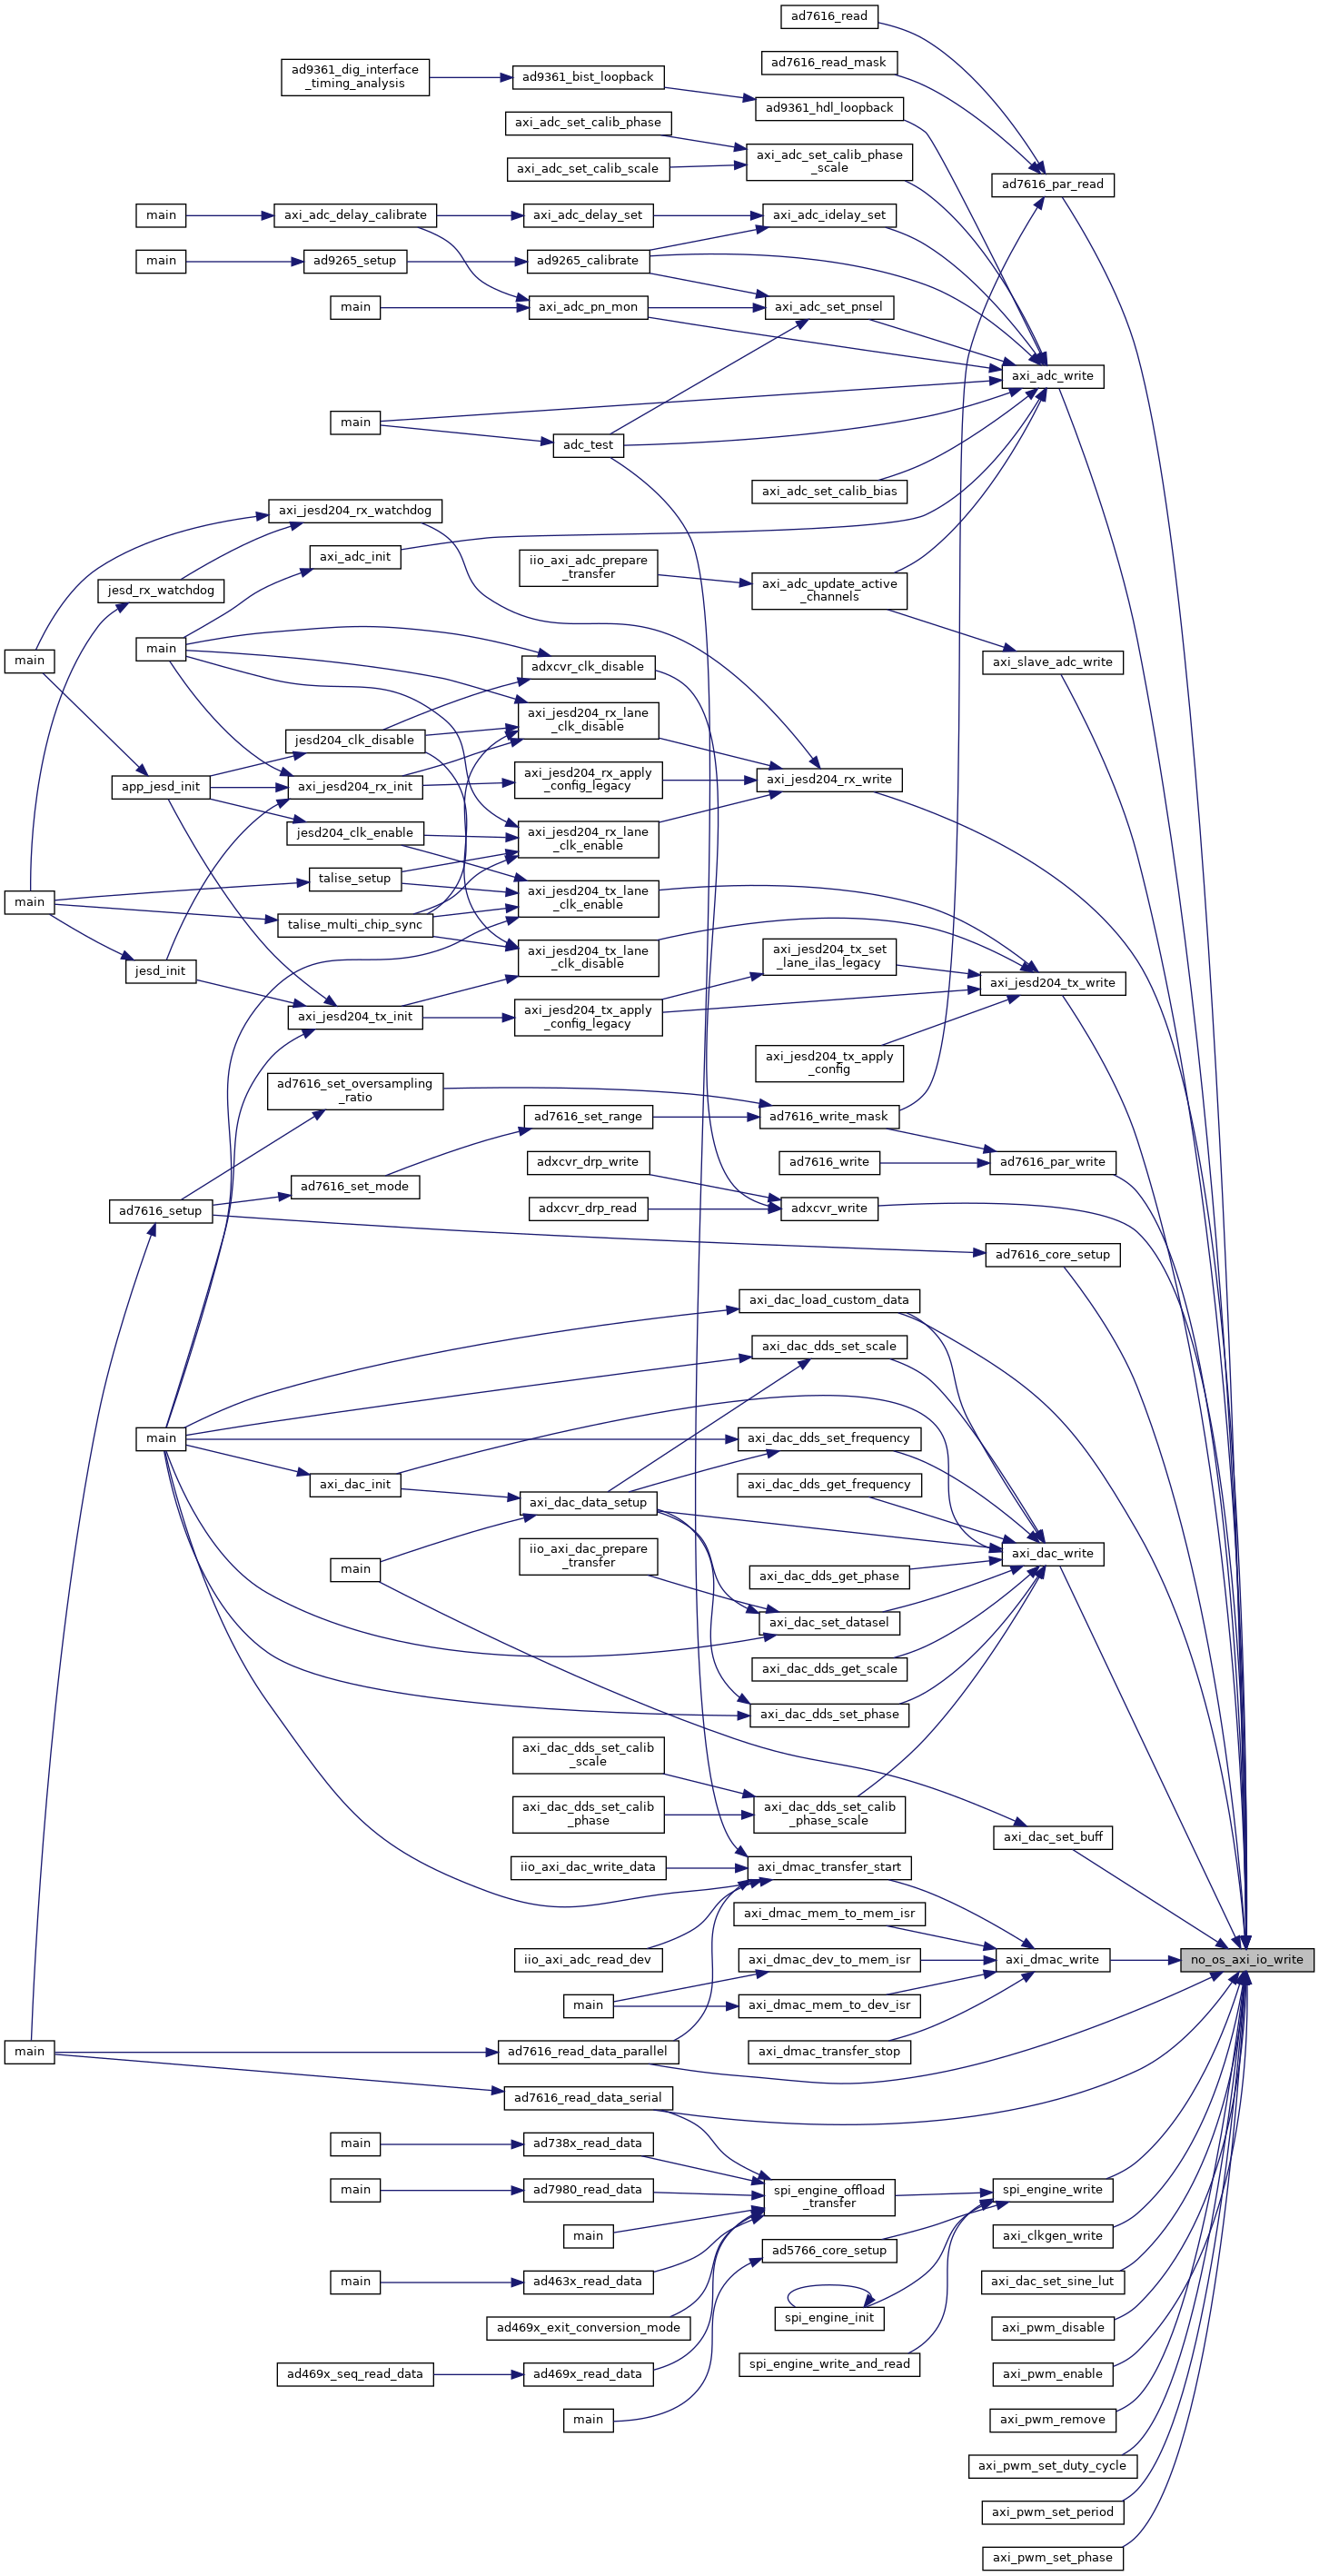 ad7616_read
ad7616_read_mask
ad9361_dig_interface
_timing_analysis
ad9361_bist_loopback
ad9361_hdl_loopback
axi_adc_set_calib_phase
axi_adc_set_calib_phase
_scale
axi_adc_set_calib_scale
ad7616_par_read
main
axi_adc_delay_calibrate
axi_adc_delay_set
axi_adc_idelay_set
main
ad9265_setup
ad9265_calibrate
main
axi_adc_pn_mon
axi_adc_set_pnsel
axi_adc_write
main
adc_test
axi_adc_set_calib_bias
axi_jesd204_rx_watchdog
axi_adc_init
iio_axi_adc_prepare
_transfer
jesd_rx_watchdog
axi_adc_update_active
_channels
main
main
adxcvr_clk_disable
axi_slave_adc_write
axi_jesd204_rx_lane
_clk_disable
jesd204_clk_disable
app_jesd_init
axi_jesd204_rx_init
axi_jesd204_rx_apply
_config_legacy
axi_jesd204_rx_write
jesd204_clk_enable
axi_jesd204_rx_lane
_clk_enable
talise_setup
main
axi_jesd204_tx_lane
_clk_enable
talise_multi_chip_sync
jesd_init
axi_jesd204_tx_lane
_clk_disable
axi_jesd204_tx_set
_lane_ilas_legacy
axi_jesd204_tx_write
axi_jesd204_tx_init
axi_jesd204_tx_apply
_config_legacy
axi_jesd204_tx_apply
_config
ad7616_set_oversampling
_ratio
ad7616_set_range
ad7616_write_mask
adxcvr_drp_write
ad7616_write
ad7616_par_write
ad7616_set_mode
ad7616_setup
adxcvr_drp_read
adxcvr_write
ad7616_core_setup
axi_dac_load_custom_data
axi_dac_dds_set_scale
main
axi_dac_dds_set_frequency
axi_dac_init
axi_dac_dds_get_frequency
axi_dac_data_setup
iio_axi_dac_prepare
_transfer
axi_dac_write
main
axi_dac_dds_get_phase
axi_dac_set_datasel
axi_dac_dds_get_scale
axi_dac_dds_set_phase
axi_dac_dds_set_calib
_scale
axi_dac_dds_set_calib
_phase
axi_dac_dds_set_calib
_phase_scale
axi_dac_set_buff
iio_axi_dac_write_data
axi_dmac_transfer_start
axi_dmac_mem_to_mem_isr
iio_axi_adc_read_dev
axi_dmac_dev_to_mem_isr
axi_dmac_write
no_os_axi_io_write
main
axi_dmac_mem_to_dev_isr
main
ad7616_read_data_parallel
axi_dmac_transfer_stop
ad7616_read_data_serial
main
ad738x_read_data
main
ad7980_read_data
spi_engine_offload
_transfer
spi_engine_write
main
ad5766_core_setup
axi_clkgen_write
main
ad463x_read_data
axi_dac_set_sine_lut
ad469x_exit_conversion_mode
spi_engine_init
axi_pwm_disable
ad469x_seq_read_data
ad469x_read_data
spi_engine_write_and_read
axi_pwm_enable
main
axi_pwm_remove
axi_pwm_set_duty_cycle
axi_pwm_set_period
axi_pwm_set_phase